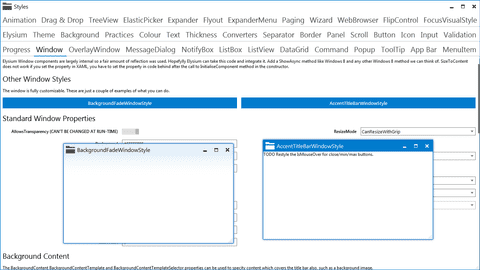 Styles
Animation Drag & Drop TreeView ElasticPicker Expander Flyout ExpanderMenu Paging Wizard WebBrowser FlipControl FocusVisualStyle
Elysium Theme Background Practices Colour Text Thickness Converters Separator Border Panel Scroll Button Icon Input Validation
Progress Window OverlayWindow MessageDialog NotifyBox ListBox ListView DataGrid Command Popup ToolTip App Bar MenuItem
Elysium Window components are largely internal so a fair amount of reflection was used. Hopefully Elysium can take this code and integrate it. Add a ShowAsync method like Windows 8 and any other Windows 8 method we can think of. SizeToContent
does not work if you set the property in XAML, you have to set the property in code behind after the call to InitialiseComponent method in the constructor.
Other Window Styles
The window is fully customisable. These are just a couple of examples of what you can do.
BackgroundFadeWindowStyle
AccentTitleBarWindowStyle
Standard Window Properties
AllowsTransparency (CAN'T BE CHANGED AT RUN-TIME)
ResizeMode
CanResizeWithGrip
BackgroundFadeWindowStyle
AccentTitleBarWindowStyle
TODO Restyle the IsMouseOver for close/min/max buttons.
Background Content
The BackgroundContent BackgroundContentTemplate and BackgroundContentTemplateSelector properties can be used to specify content which covers the title bar also, such as a background image.